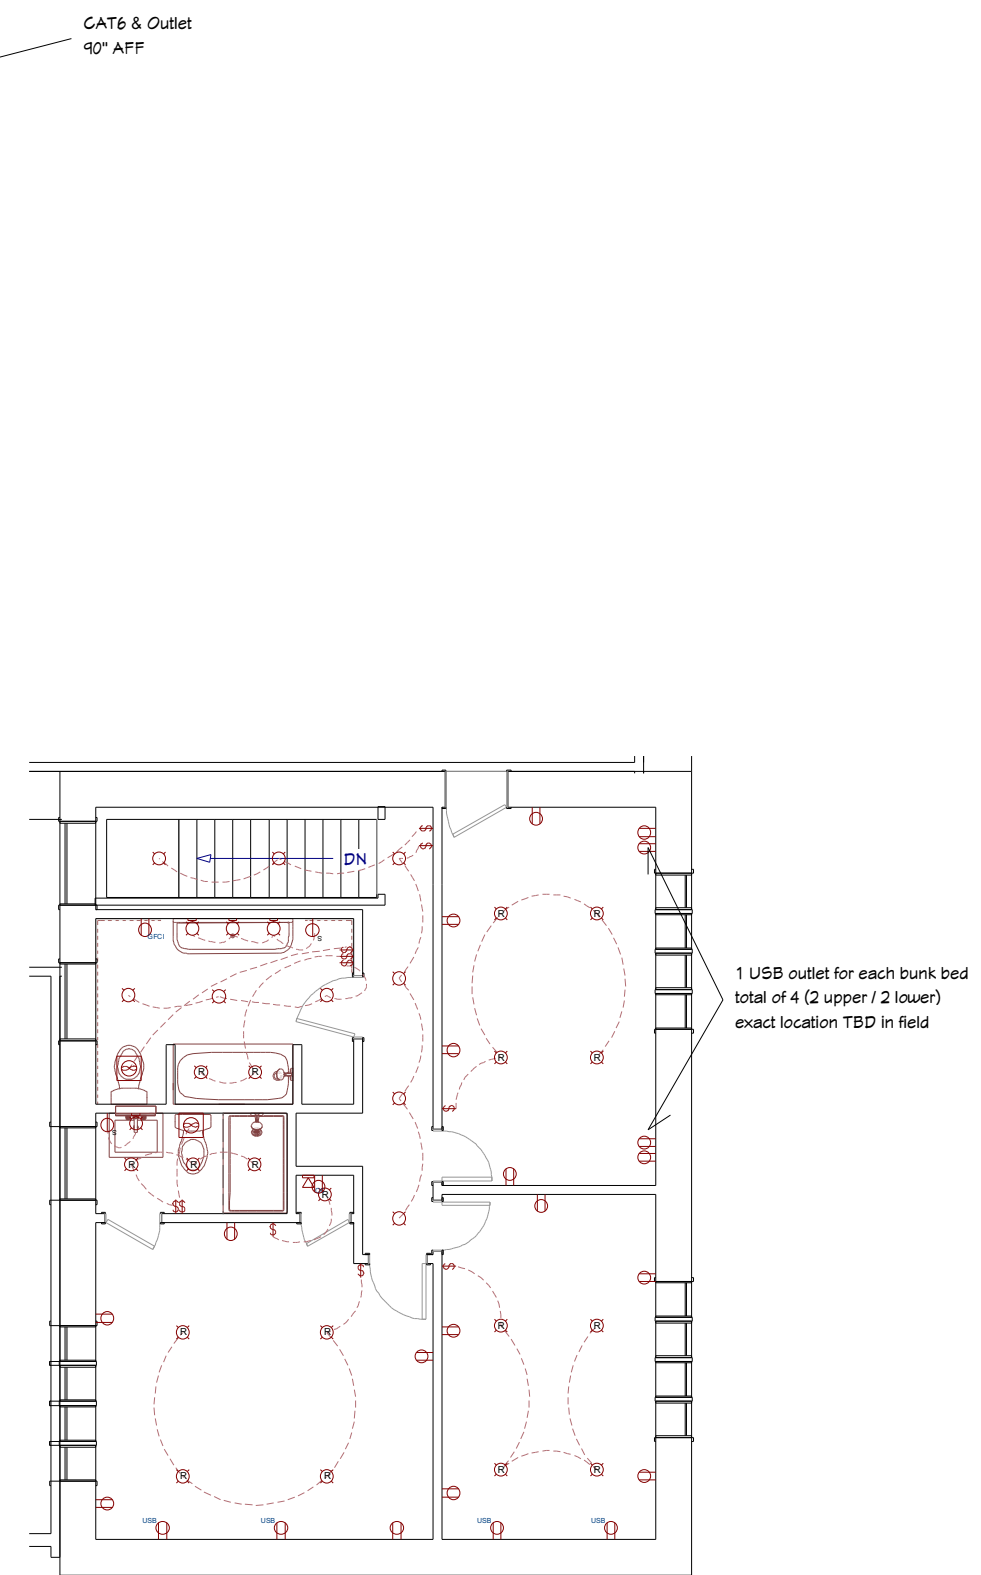 CAT6 & Outlet
90" AFF
$
$
DN
GFCI
S
$$$
1 USB outlet for each bunk bed
total of 4 (2 upper / 2 lower)
exact location TBD in field
R R
R R
R R
$
S
R R R
R
$$
$
$
$
R R
R R
R R
R R
USB USB USB USB